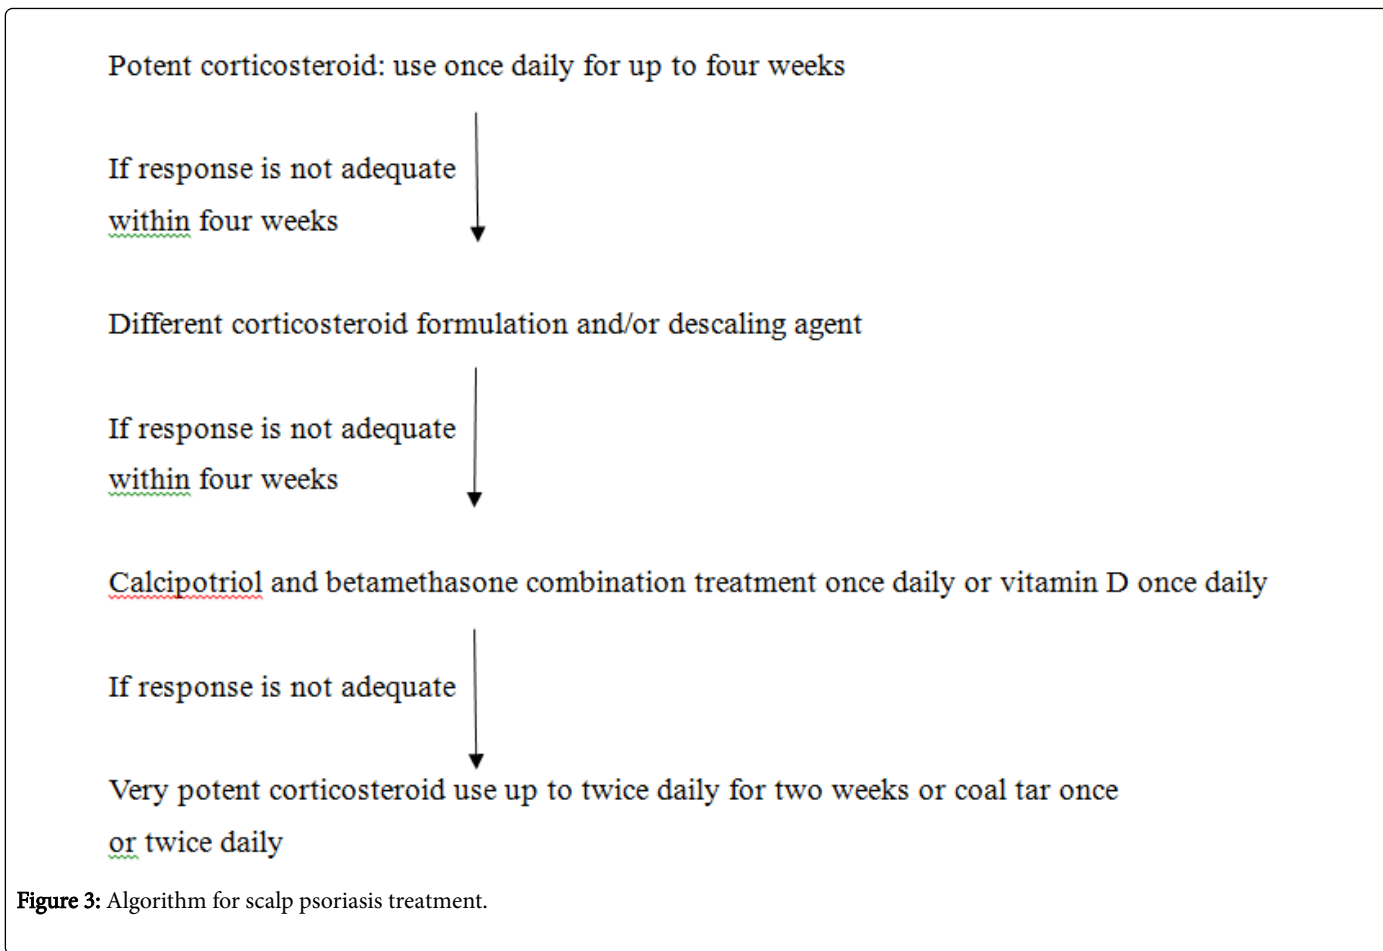 Potent corticosteroid: use once daily for up to four weeks
If response is not adequate
within four weeks
Different corticosteroid formulation and/or descaling agent
If response is not adequate
within four weeks
Calcipotriol and betamethasone combination treatment once daily or vitamin D once daily
If response is not adequate
Very potent corticosteroid use up to twice daily for two weeks or coal tar once
or twice daily
Figure 3: Algorithm for scalp psoriasis treatment.